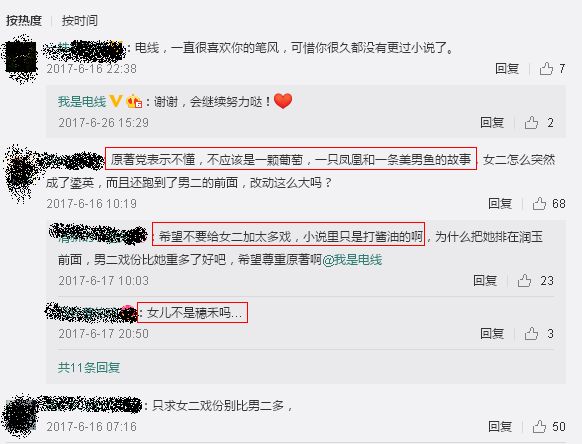 按热度 | 按时间
：电线，一直很喜欢你的笔风，可惜你很久都没有更过小说了。
2017-6-16 22:38 回复 7
我是电线：谢谢，会继续努力哒！
2017-6-26 15:29 回复 2
原著党表示不懂，不应该是一颗葡萄，一只凤凰和一条美男鱼的故事，女二怎么突然
成了鎏英，而且还跑到了男二的前面，改动这么大吗？
2017-6-16 10:19 回复 68
：希望不要给女二加太多戏，小说里只是打酱油的啊，为什么把她排在润玉
前面，男二戏份比她重多了好吧，希望尊重原著啊@我是电线
2017-6-17 10:03 回复 23
：女儿不是穗禾吗...
2017-6-17 20:50 回复 3
共11条回复
：只求女二戏份别比男二多，
2017-6-16 07:16 回复 50